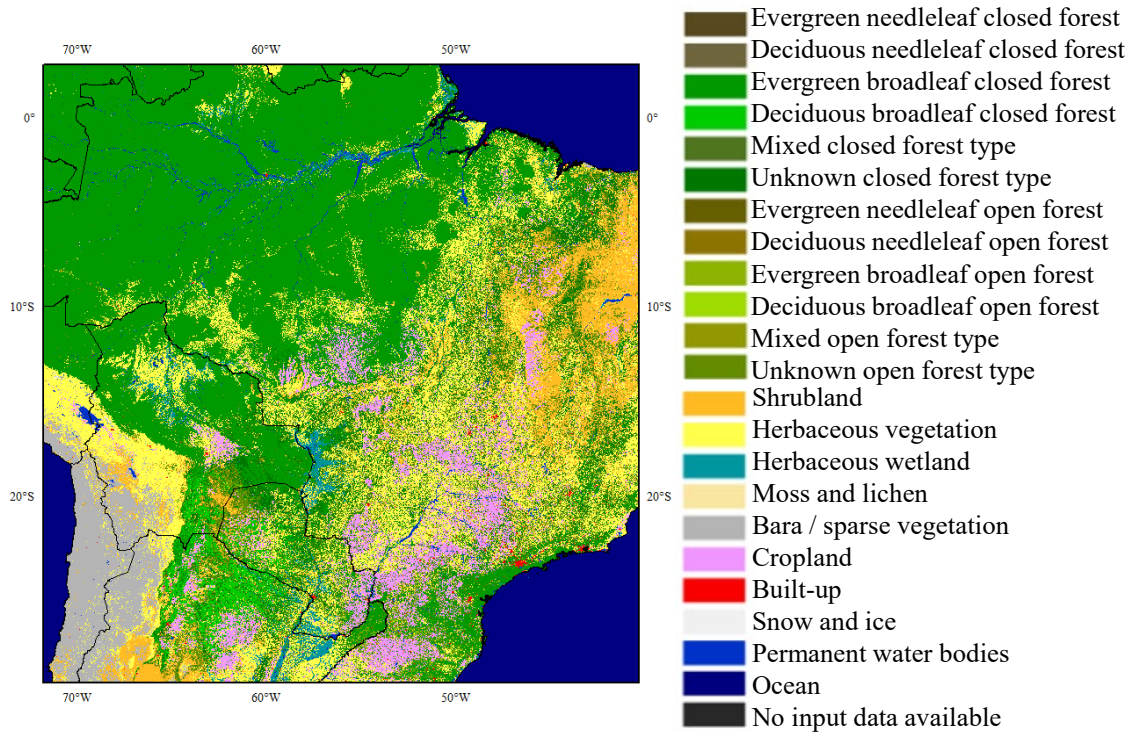 70°W 60°W 50°W
0° 0°
10°S 10°S
20°S 20°S
70°W 60°W 50°W
Evergreen needleleaf closed forest
Deciduous needleleaf closed forest
Evergreen broadleaf closed forest
Deciduous broadleaf closed forest
Mixed closed forest type
Unknown closed forest type
Evergreen needleleaf open forest
Deciduous needleleaf open forest
Evergreen broadleaf open forest
Deciduous broadleaf open forest
Mixed open forest type
Unknown open forest type
Shrubland
Herbaceous vegetation
Herbaceous wetland
Moss and lichen
Bara / sparse vegetation
Cropland
Built-up
Snow and ice
Permanent water bodies
Ocean
No input data available